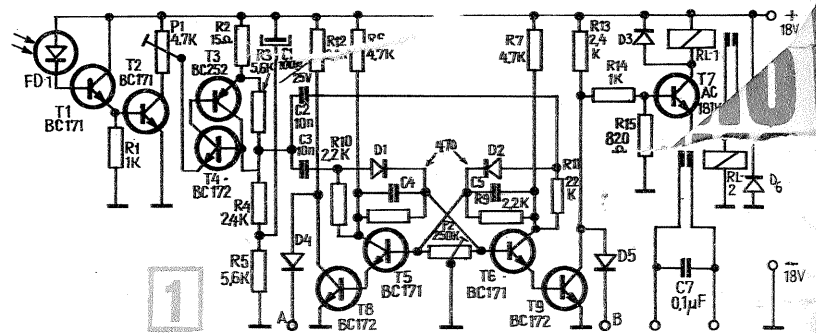 P1
4,7K
FD1
T1
BC171
T2
BC171
R1
1K
R2
15Ω
T3
BC252
T4
BC172
R3
5,6K
C1
25V
C2
10n
C3
10n
R4
24K
R5
5,6K
D4
A
R10
2,2K
D1
C4
470
D2
C5
R9
2,2K
4,7K
P2
250K
T5
BC171
T8
BC172
T6
BC171
T9
BC172
R7
4,7K
R11
22
K
R13
2,4
K
D5
B
D3
RL-1
R14
1K
R15
820
Ω
T7
AC
181K
RL
2
D6
C7
0,1µF
+
18V
-
18V
1
10